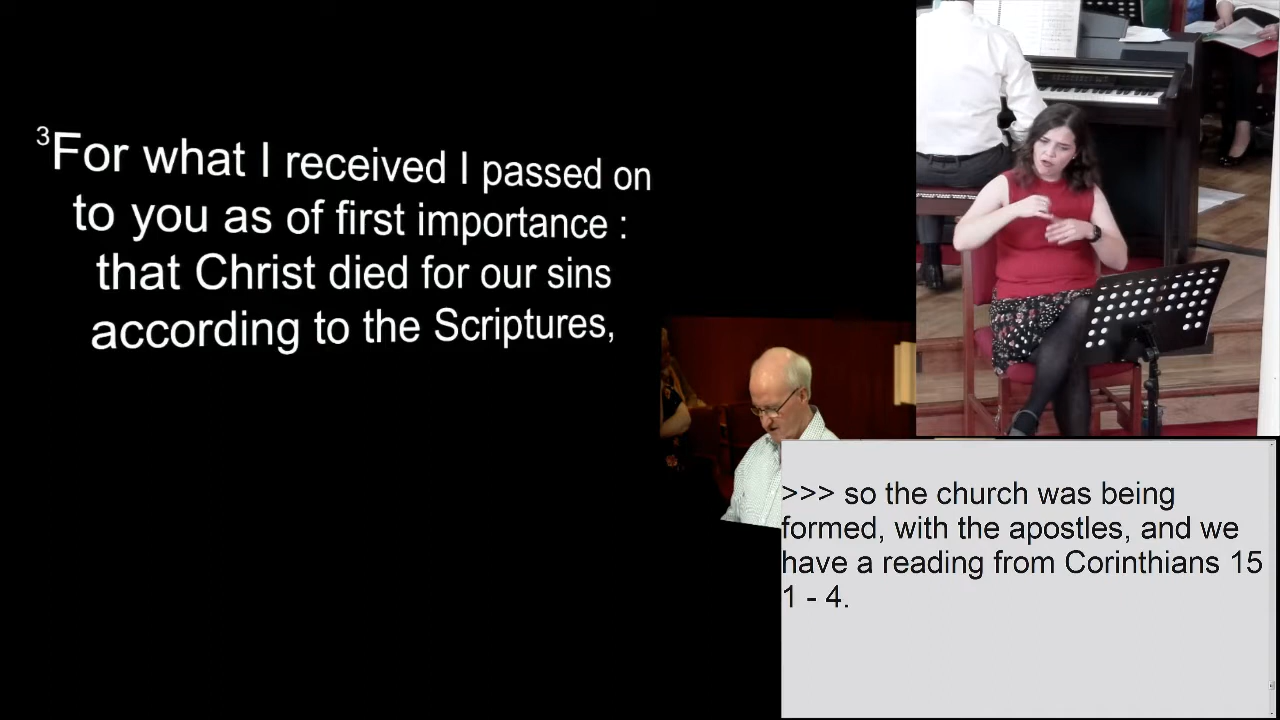 ³For what I received I passed on
to you as of first importance :
that Christ died for our sins
according to the Scriptures,
>>> so the church was being
formed, with the apostles, and we
have a reading from Corinthians 15
1 - 4.